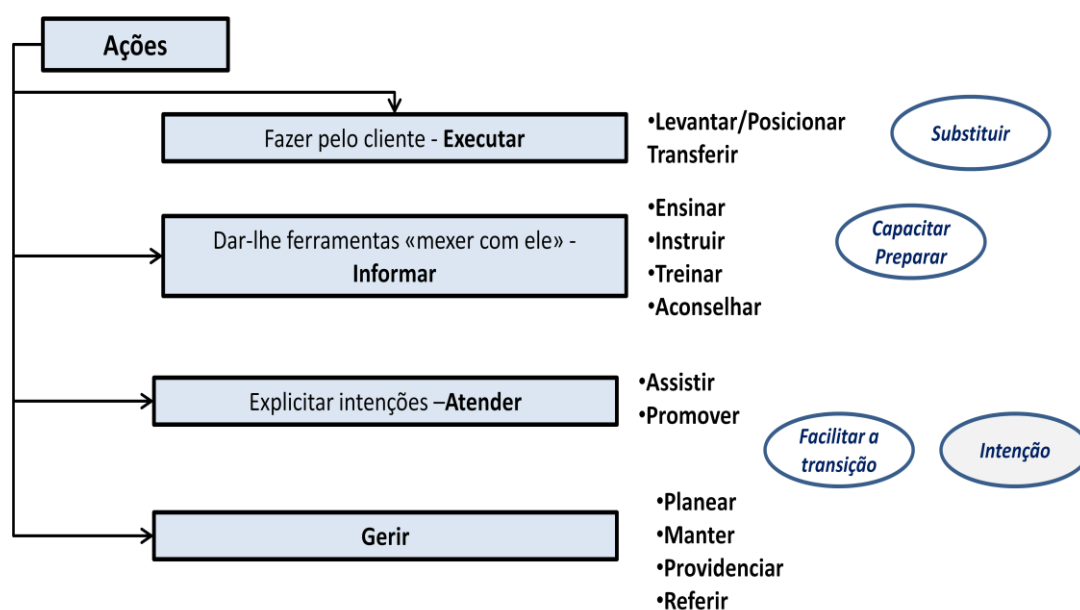 Ações
Fazer pelo cliente - Executar
•Levantar/Posicionar
Transferir
Substituir
Dar-lhe ferramentas «mexer com ele» -
Informar
•Ensinar
•Instruir
•Treinar
•Aconselhar
Capacitar
Preparar
Explicitar intenções –Atender
•Assistir
•Promover
Facilitar a
transição
Intenção
Gerir
•Planear
•Manter
•Providenciar
•Referir